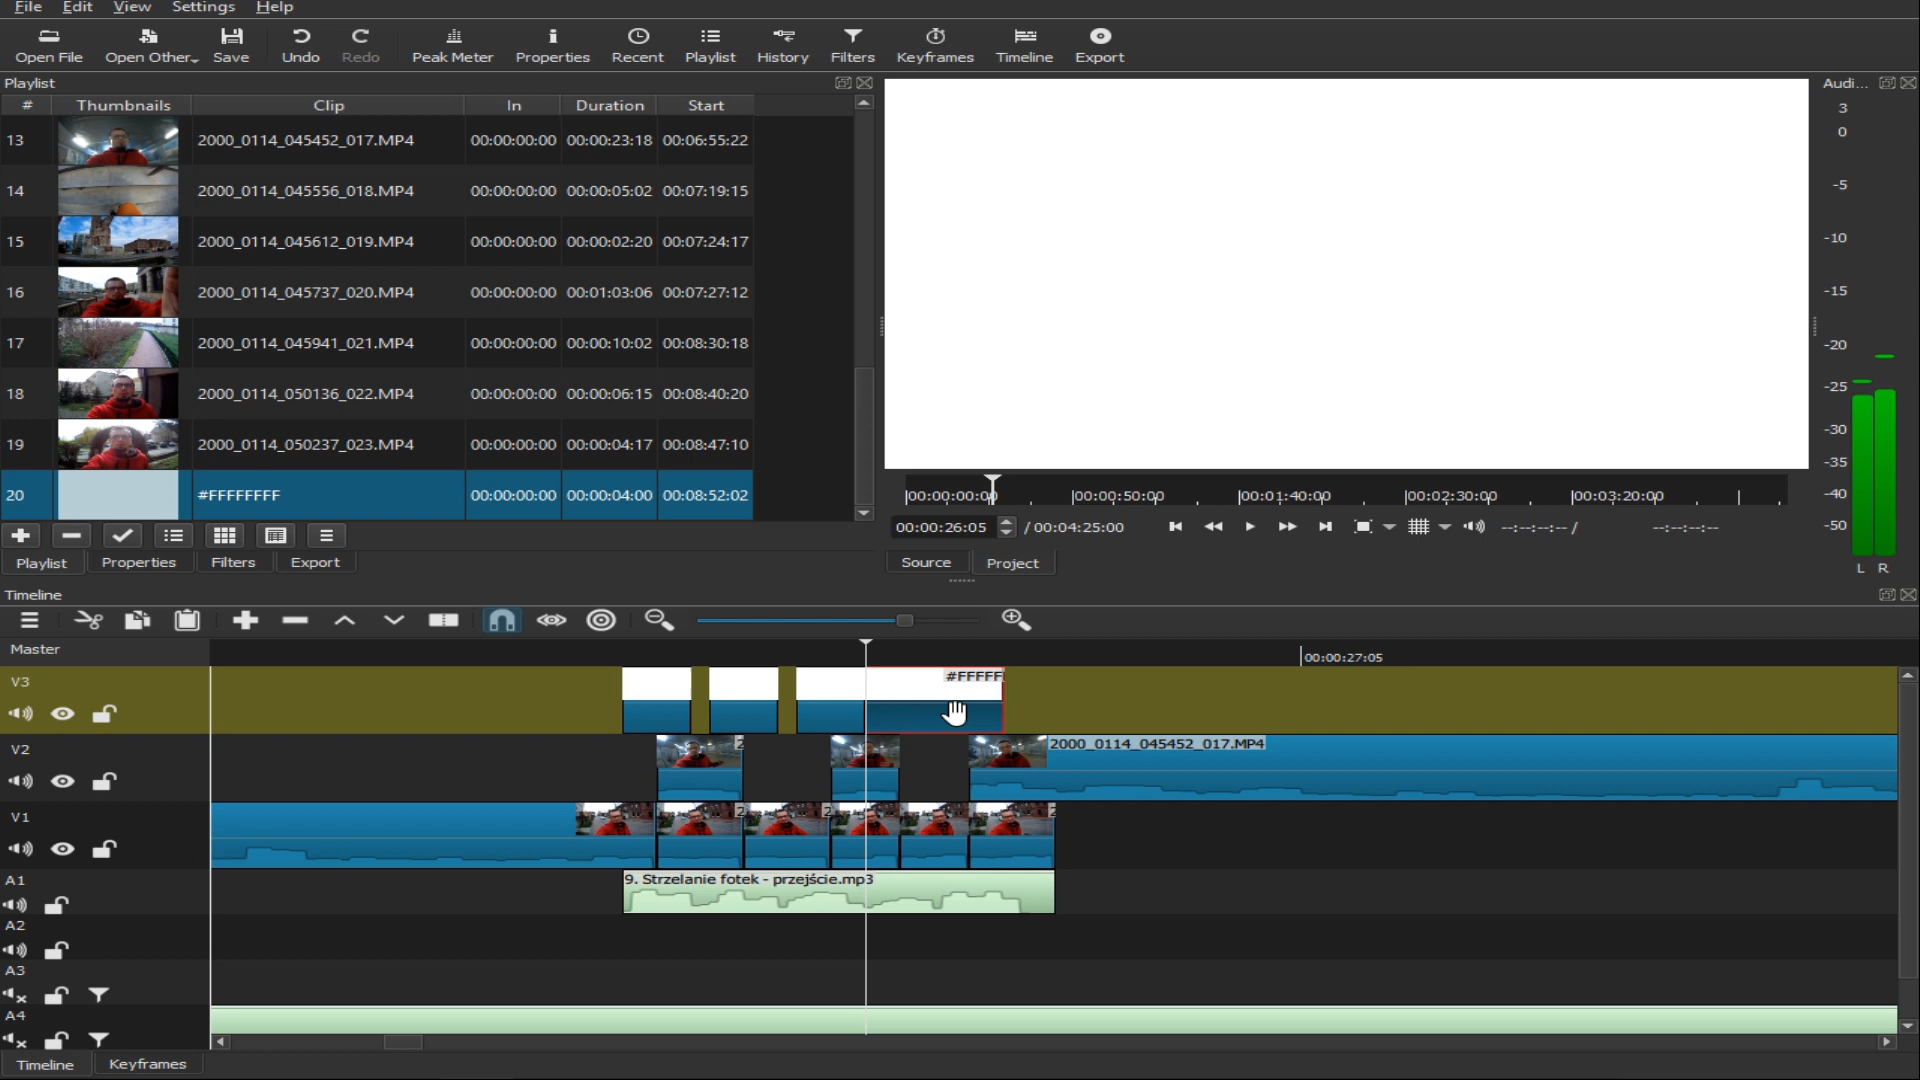 File Edit View Settings Help
Open File Open Other Save Undo Redo Peak Meter Properties Recent Playlist History Filters Keyframes Timeline Export
Playlist
# Thumbnails Clip In Duration Start
13 2000_0114_045452_017.MP4 00:00:00:00 00:00:23:18 00:06:55:22
14 2000_0114_045556_018.MP4 00:00:00:00 00:00:05:02 00:07:19:15
15 2000_0114_045612_019.MP4 00:00:00:00 00:00:02:20 00:07:24:17
16 2000_0114_045737_020.MP4 00:00:00:00 00:01:03:06 00:07:27:12
17 2000_0114_045941_021.MP4 00:00:00:00 00:00:10:02 00:08:30:18
18 2000_0114_050136_022.MP4 00:00:00:00 00:00:06:15 00:08:40:20
19 2000_0114_050237_023.MP4 00:00:00:00 00:00:04:17 00:08:47:10
20 #FFFFFFFF 00:00:00:00 00:00:04:00 00:08:52:02
Playlist Properties Filters Export
00:00:00:00 00:00:50:00 00:01:40:00 00:02:30:00 00:03:20:00
00:00:26:05 / 00:04:25:00 --:--:--:-- / --:--:--:--
Source Project
Audi...
3
0
-5
-10
-15
-20
-25
-30
-35
-40
-50
L R
Timeline
Master
00:00:27:05
V3
#FFFFF
V2
2 2000_0114_045452_017.MP4
V1
2 2 2
A1
9. Strzelanie fotek - przejście.mp3
A2
A3
A4
Timeline Keyframes